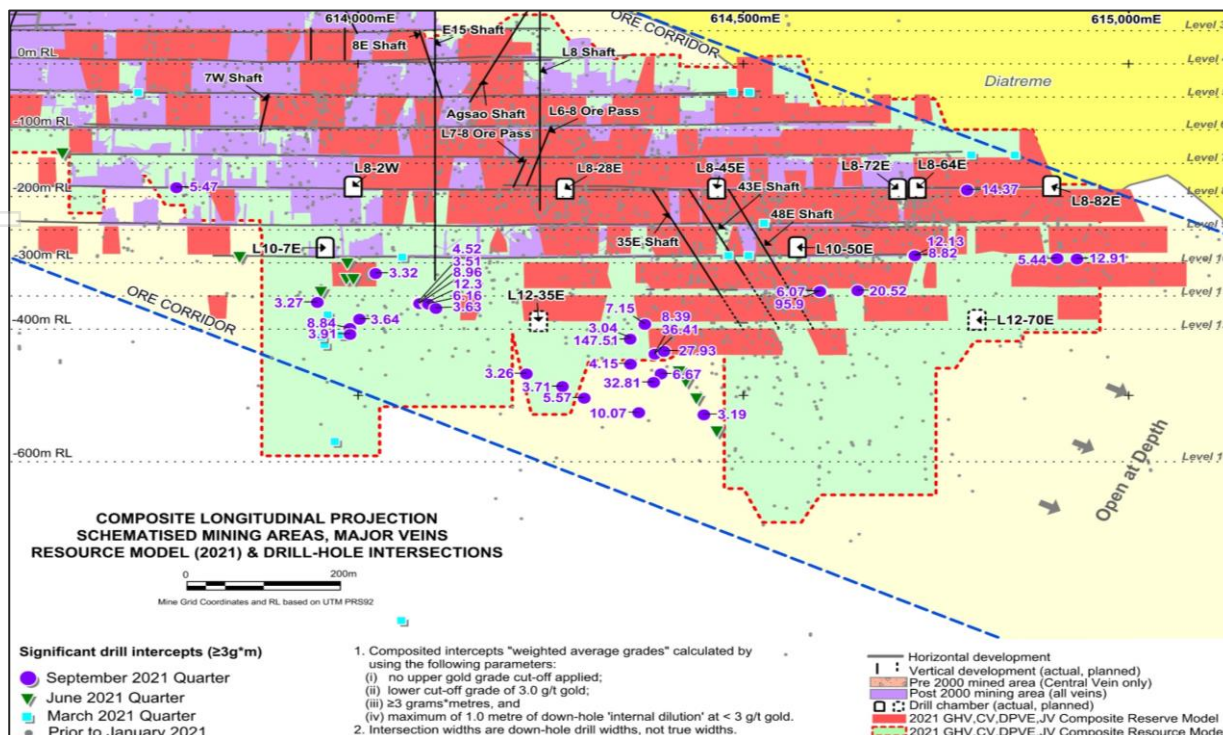 614,000mE
614,500mE
615,000mE
ORE CORRIDOR
E15 Shaft
8E Shaft
L8 Shaft
0m RL
Diatreme
7W Shaft
Agsao Shaft
L6-8 Ore Pass
-100m RL
L7-8 Ore Pass
L8-2W
L8-28E
L8-45E
L8-72E
L8-64E
43E Shaft
-200m RL
5.47
14.37
L8-82E
48E Shaft
35E Shaft
L10-7E
L10-50E
4.52
3.51
8.96
12.3
6.16
3.63
12.13
8.82
-300m RL
3.32
5.44
12.91
3.27
L12-35E
6.07
95.9
20.52
7.15
L12-70E
-400m RL
8.84
3.91
3.64
3.04
147.51
8.39
36.41
27.93
ORE CORRIDOR
4.15
3.26
3.71
6.67
32.81
5.57
10.07
3.19
-600m RL
Open at Depth
COMPOSITE LONGITUDINAL PROJECTION
SCHEMATISED MINING AREAS, MAJOR VEINS
RESOURCE MODEL (2021) & DRILL-HOLE INTERSECTIONS
0 200m
Mine Grid Coordinates and RL based on UTM PRS92
Significant drill intercepts (≥3g*m)
September 2021 Quarter
June 2021 Quarter
March 2021 Quarter
Prior to January 2021
1. Composited intercepts "weighted average grades" calculated by
using the following parameters:
(i) no upper gold grade cut-off applied;
(ii) lower cut-off grade of 3.0 g/t gold;
(iii) ≥3 grams*metres, and
(iv) maximum of 1.0 metre of down-hole 'internal dilution' at < 3 g/t gold.
2. Intersection widths are down-hole drill widths, not true widths.
Horizontal development
Vertical development (actual, planned)
Pre 2000 mined area (Central Vein only)
Post 2000 mining area (all veins)
Drill chamber (actual, planned)
2021 GHV,CV,DPVE,JV Composite Reserve Model
2021 GHV,CV,DPVE,JV Composite Resource Model